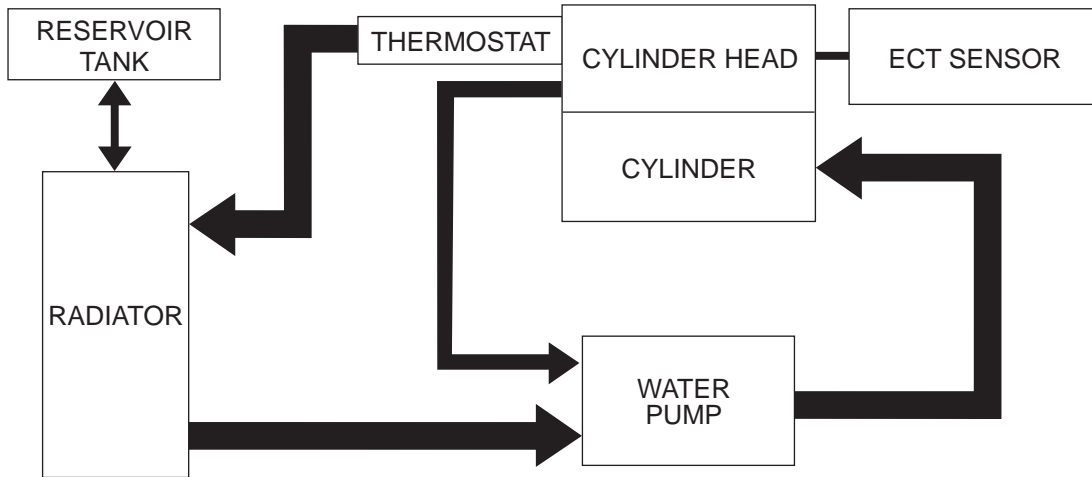 RESERVOIR
TANK
THERMOSTAT
CYLINDER HEAD
ECT SENSOR
CYLINDER
RADIATOR
WATER
PUMP